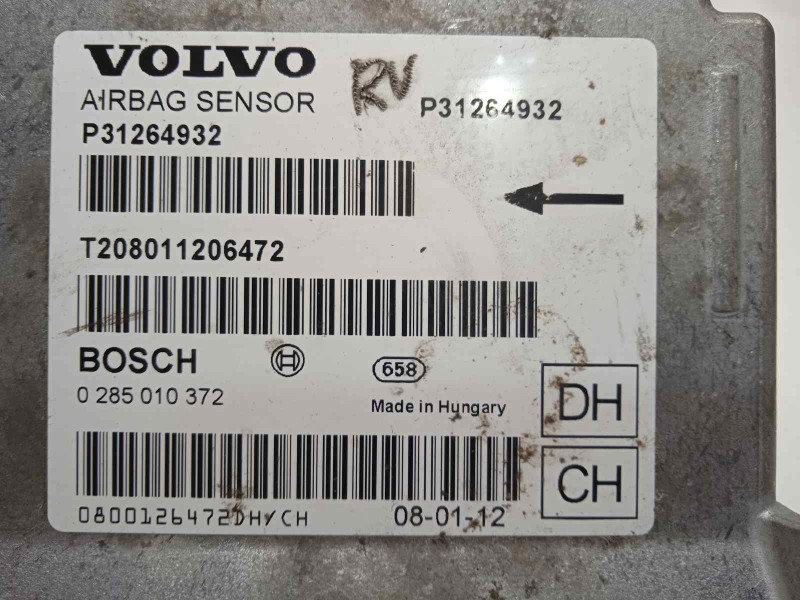 VOLVO
AIRBAG SENSOR
RV
P31264932
P31264932
T208011206472
BOSCH
658
0 285 010 372
Made in Hungary
DH
CH
0800126472DH/CH
08-01-12